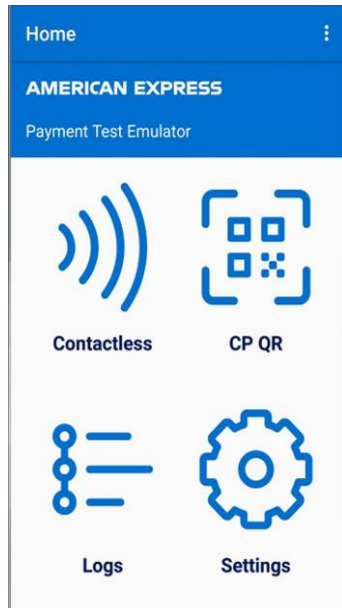 Home
AMERICAN EXPRESS
Payment Test Emulator
Contactless
CP QR
Logs
Settings